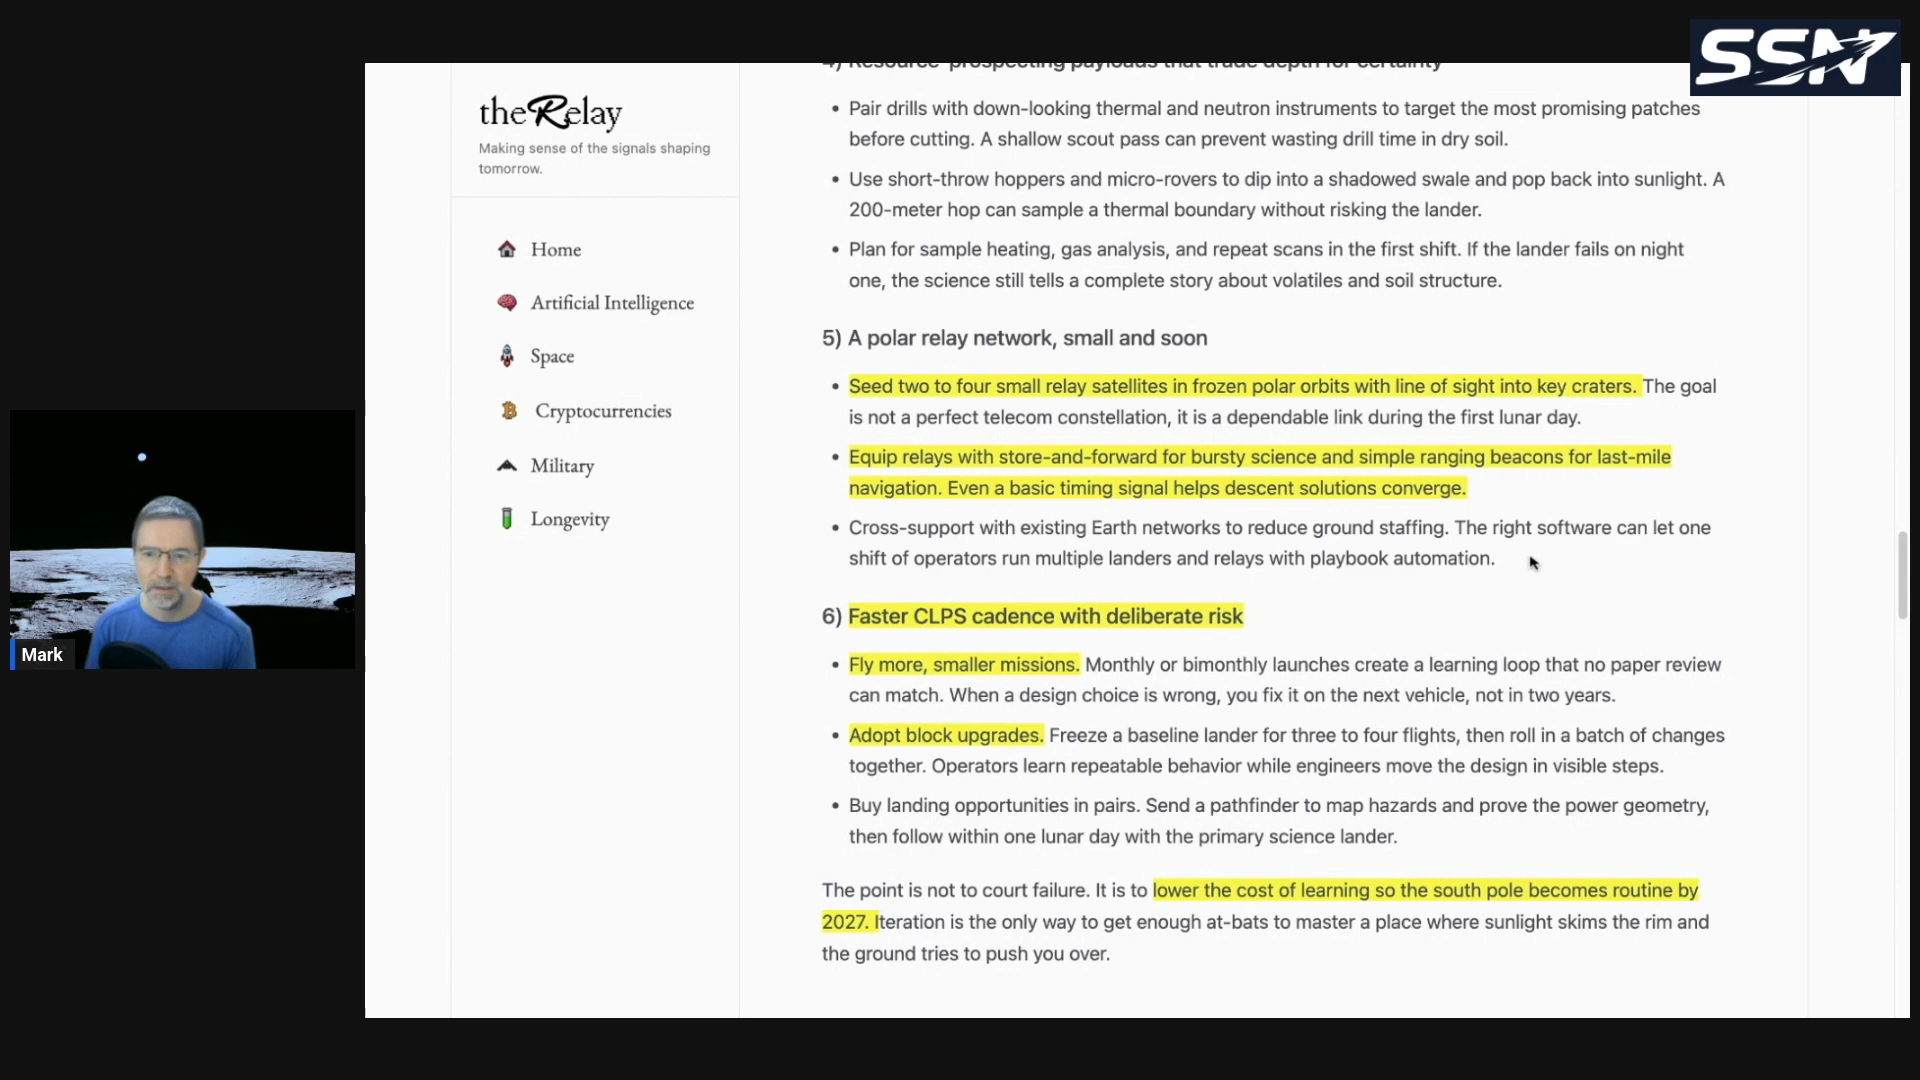 SSN
4) Resource-prospecting payloads that trade depth for certainty
theRelay
Making sense of the signals shaping
tomorrow.
Home
Artificial Intelligence
Space
Cryptocurrencies
Military
Longevity
• Pair drills with down-looking thermal and neutron instruments to target the most promising patches
before cutting. A shallow scout pass can prevent wasting drill time in dry soil.
• Use short-throw hoppers and micro-rovers to dip into a shadowed swale and pop back into sunlight. A
200-meter hop can sample a thermal boundary without risking the lander.
• Plan for sample heating, gas analysis, and repeat scans in the first shift. If the lander fails on night
one, the science still tells a complete story about volatiles and soil structure.
5) A polar relay network, small and soon
• Seed two to four small relay satellites in frozen polar orbits with line of sight into key craters. The goal
is not a perfect telecom constellation, it is a dependable link during the first lunar day.
• Equip relays with store-and-forward for bursty science and simple ranging beacons for last-mile
navigation. Even a basic timing signal helps descent solutions converge.
• Cross-support with existing Earth networks to reduce ground staffing. The right software can let one
shift of operators run multiple landers and relays with playbook automation.
6) Faster CLPS cadence with deliberate risk
• Fly more, smaller missions. Monthly or bimonthly launches create a learning loop that no paper review
can match. When a design choice is wrong, you fix it on the next vehicle, not in two years.
• Adopt block upgrades. Freeze a baseline lander for three to four flights, then roll in a batch of changes
together. Operators learn repeatable behavior while engineers move the design in visible steps.
• Buy landing opportunities in pairs. Send a pathfinder to map hazards and prove the power geometry,
then follow within one lunar day with the primary science lander.
The point is not to court failure. It is to lower the cost of learning so the south pole becomes routine by
2027. Iteration is the only way to get enough at-bats to master a place where sunlight skims the rim and
the ground tries to push you over.
Mark